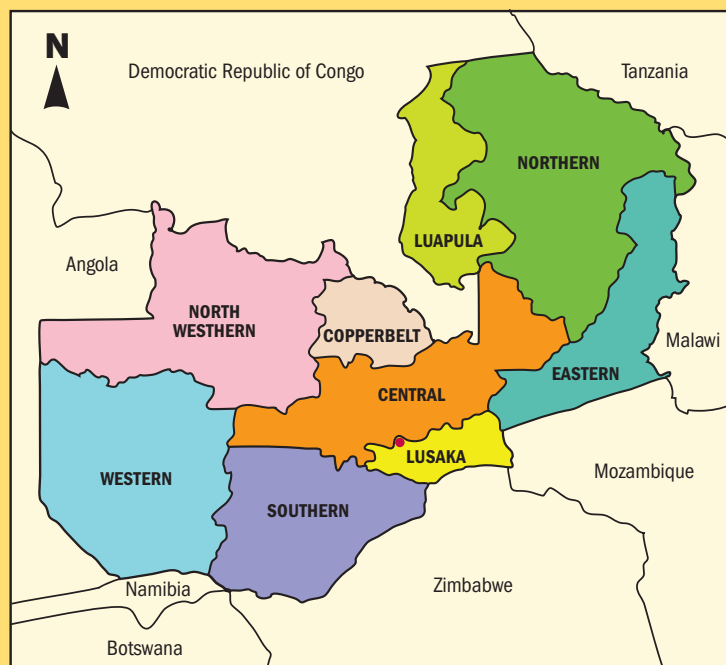 N
Democratic Republic of Congo
Tanzania
NORTHERN
LUAPULA
Angola
NORTH
WESTHERN
COPPERBELT
Malawi
EASTERN
CENTRAL
LUSAKA
Mozambique
WESTERN
SOUTHERN
Namibia
Zimbabwe
Botswana